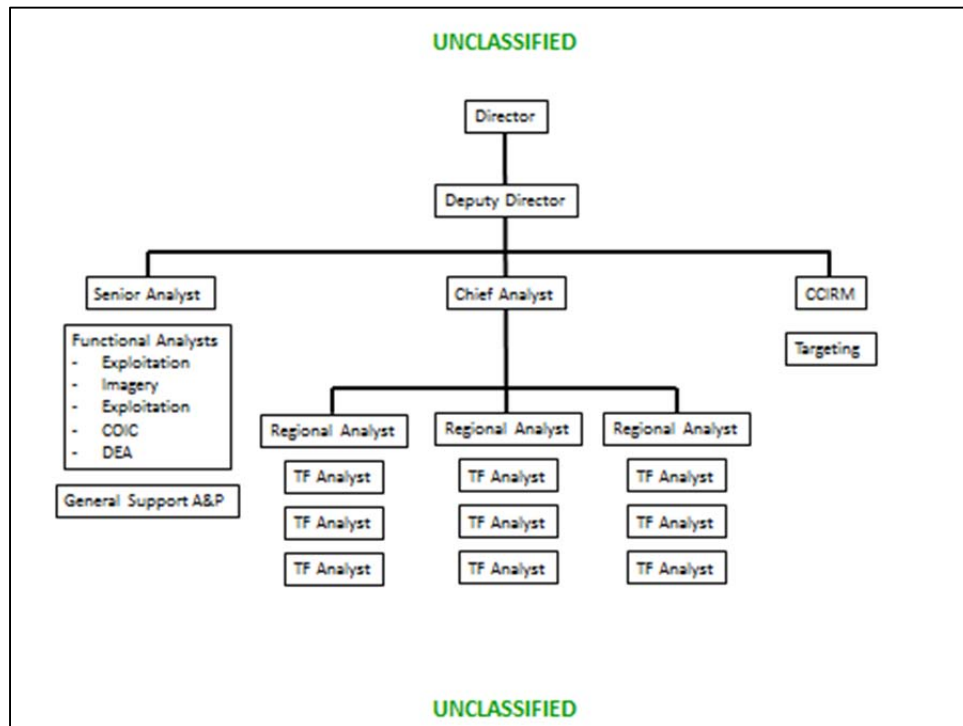 UNCLASSIFIED
Director
Deputy Director
Senior Analyst
Chief Analyst
CCIRM
Functional Analysts
- Exploitation
- Imagery
- Exploitation
- COIC
- DEA
Targeting
General Support A&P
Regional Analyst
Regional Analyst
Regional Analyst
TF Analyst
TF Analyst
TF Analyst
TF Analyst
TF Analyst
TF Analyst
TF Analyst
TF Analyst
TF Analyst
UNCLASSIFIED